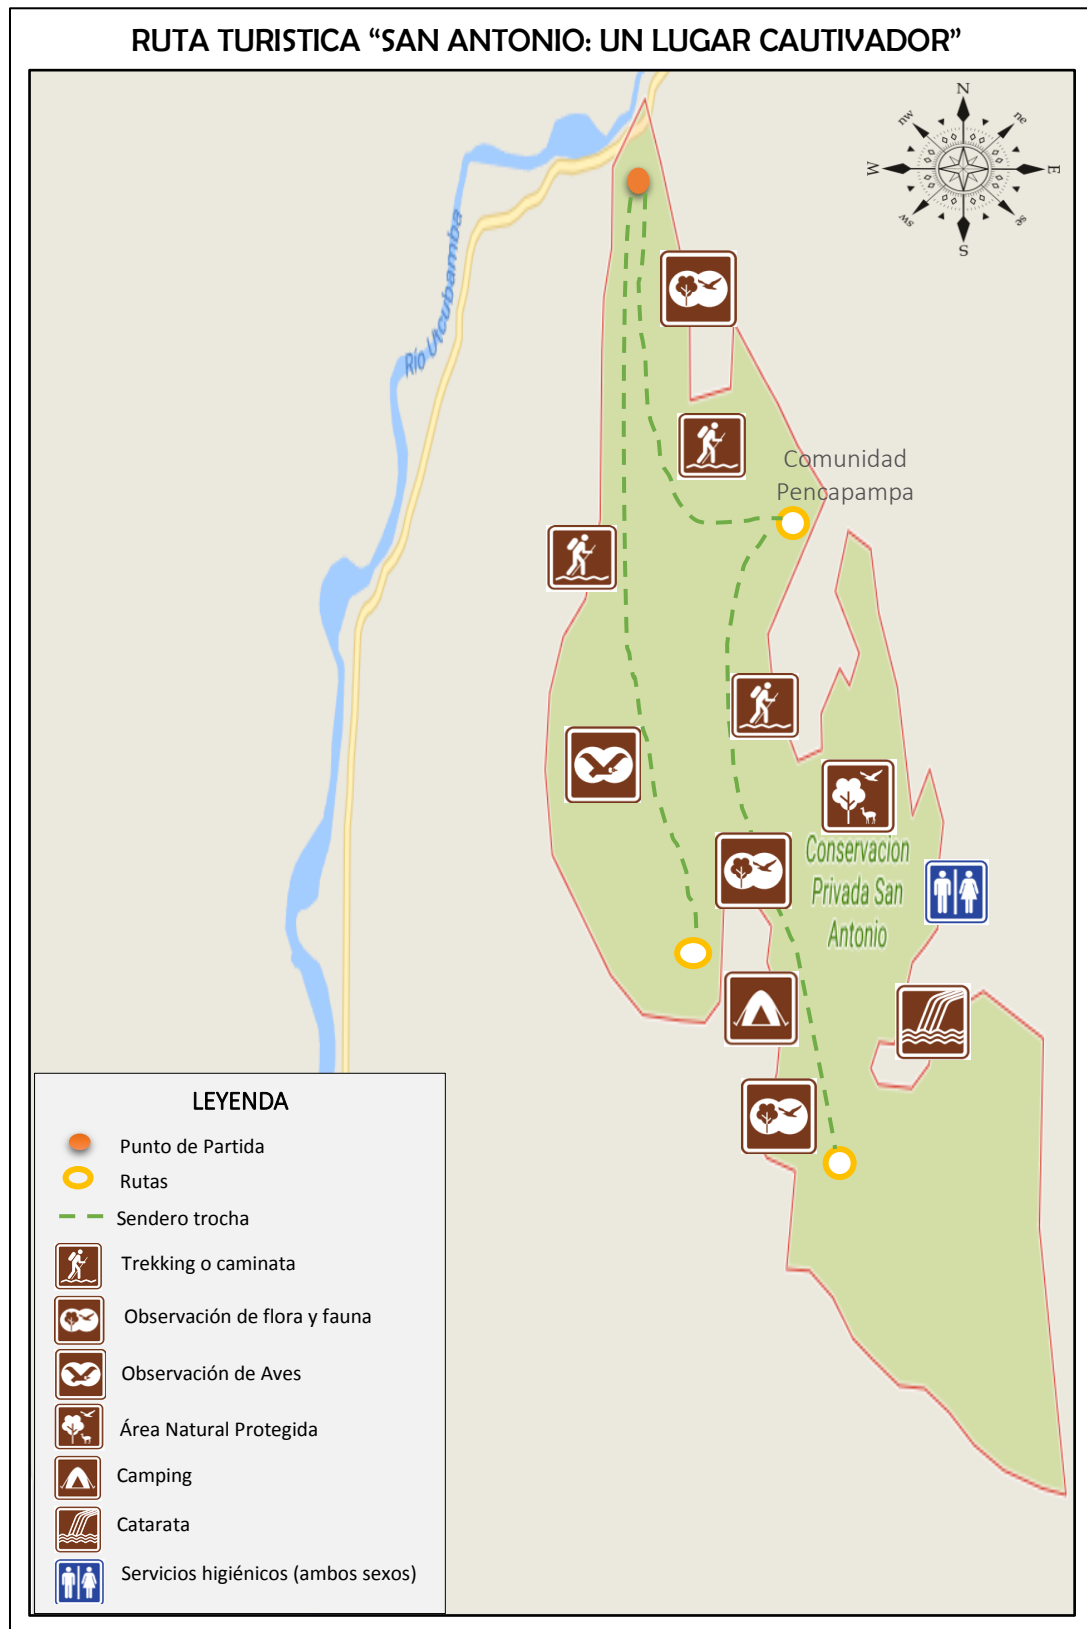 RUTA TURISTICA “SAN ANTONIO: UN LUGAR CAUTIVADOR”
N
nw
ne
W
E
sw
se
S
Río Utcubamba
Comunidad
Pencapampa
Conservacion
Privada San
Antonio
LEYENDA
Punto de Partida
Rutas
Sendero trocha
Trekking o caminata
Observación de flora y fauna
Observación de Aves
Área Natural Protegida
Camping
Catarata
Servicios higiénicos (ambos sexos)